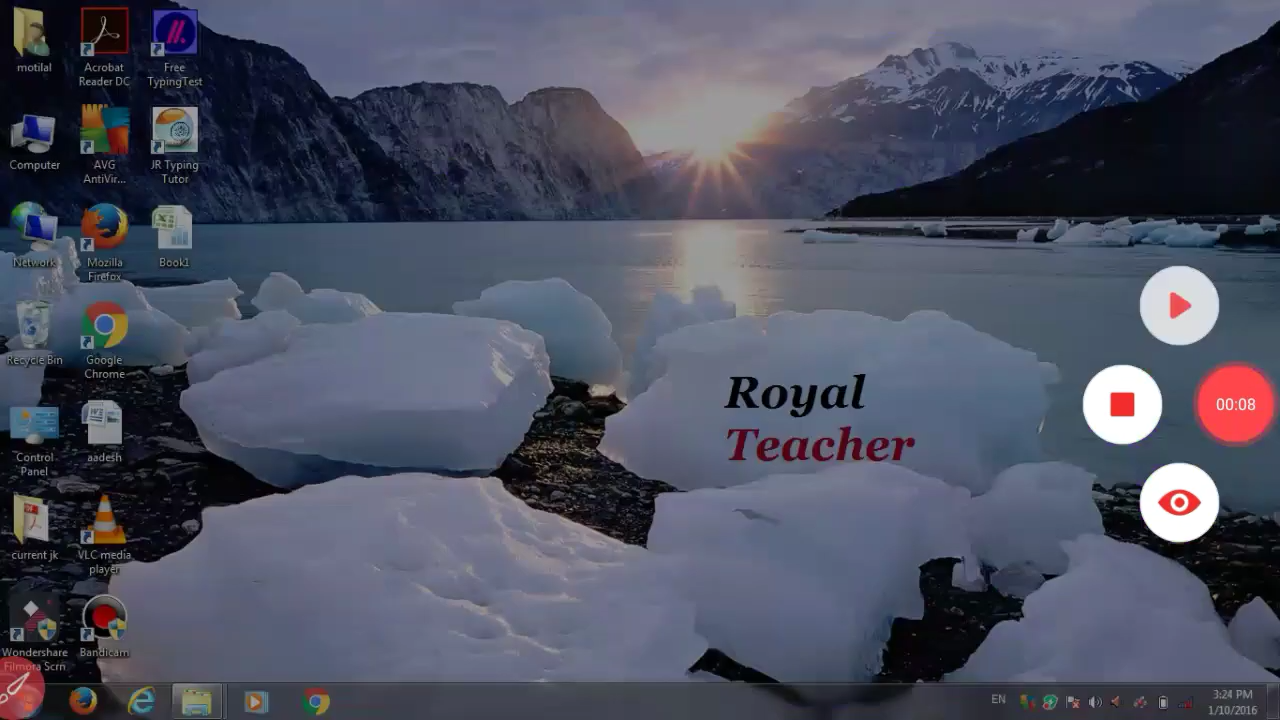 motilal
Acrobat
Reader DC
Free
TypingTest
Computer
AVG
AntiVir...
JR Typing
Tutor
Network
Mozilla
Firefox
Book1
Recycle Bin
Google
Chrome
Control
Panel
aadesh
current jk
VLC media
player
Wondershare
Filmora Scrn
Bandicam
Royal
Teacher
00:08
EN
3:24 PM
1/10/2016